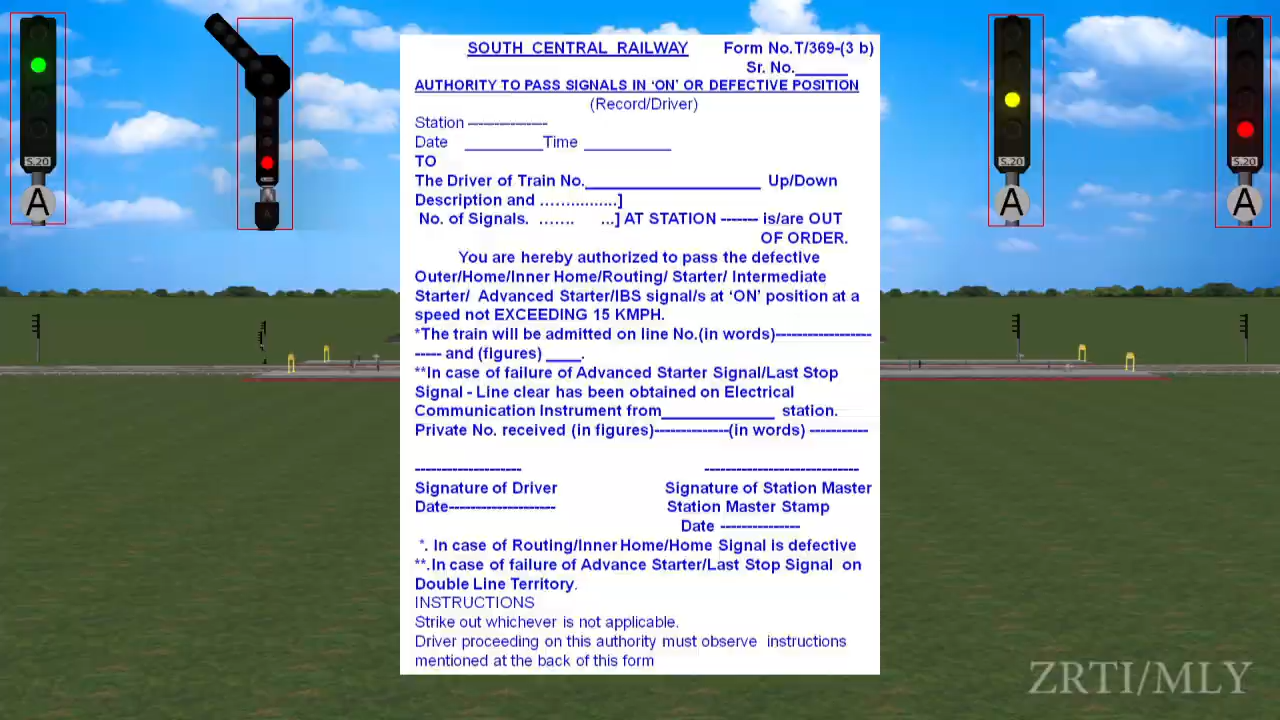 SOUTH CENTRAL RAILWAY Form No.T/369-(3 b)
Sr. No.______
AUTHORITY TO PASS SIGNALS IN ‘ON’ OR DEFECTIVE POSITION
(Record/Driver)
Station ---------------
Date _________Time __________
TO
The Driver of Train No.____________________ Up/Down
Description and ...............]
No. of Signals. ....... ...] AT STATION ------- is/are OUT
OF ORDER.
You are hereby authorized to pass the defective
Outer/Home/Inner Home/Routing/ Starter/ Intermediate
Starter/ Advanced Starter/IBS signal/s at ‘ON’ position at a
speed not EXCEEDING 15 KMPH.
*The train will be admitted on line No.(in words)------------------
----- and (figures) ____.
**In case of failure of Advanced Starter Signal/Last Stop
Signal - Line clear has been obtained on Electrical
Communication Instrument from_____________ station.
Private No. received (in figures)--------------(in words) -----------
-------------------- -----------------------------
Signature of Driver Signature of Station Master
Date-------------------- Station Master Stamp
Date ---------------
*. In case of Routing/Inner Home/Home Signal is defective
**.In case of failure of Advance Starter/Last Stop Signal on
Double Line Territory.
INSTRUCTIONS
Strike out whichever is not applicable.
Driver proceeding on this authority must observe instructions
mentioned at the back of this form
S.20
A
A
S.20
A
S.20
A
ZRTI/MLY